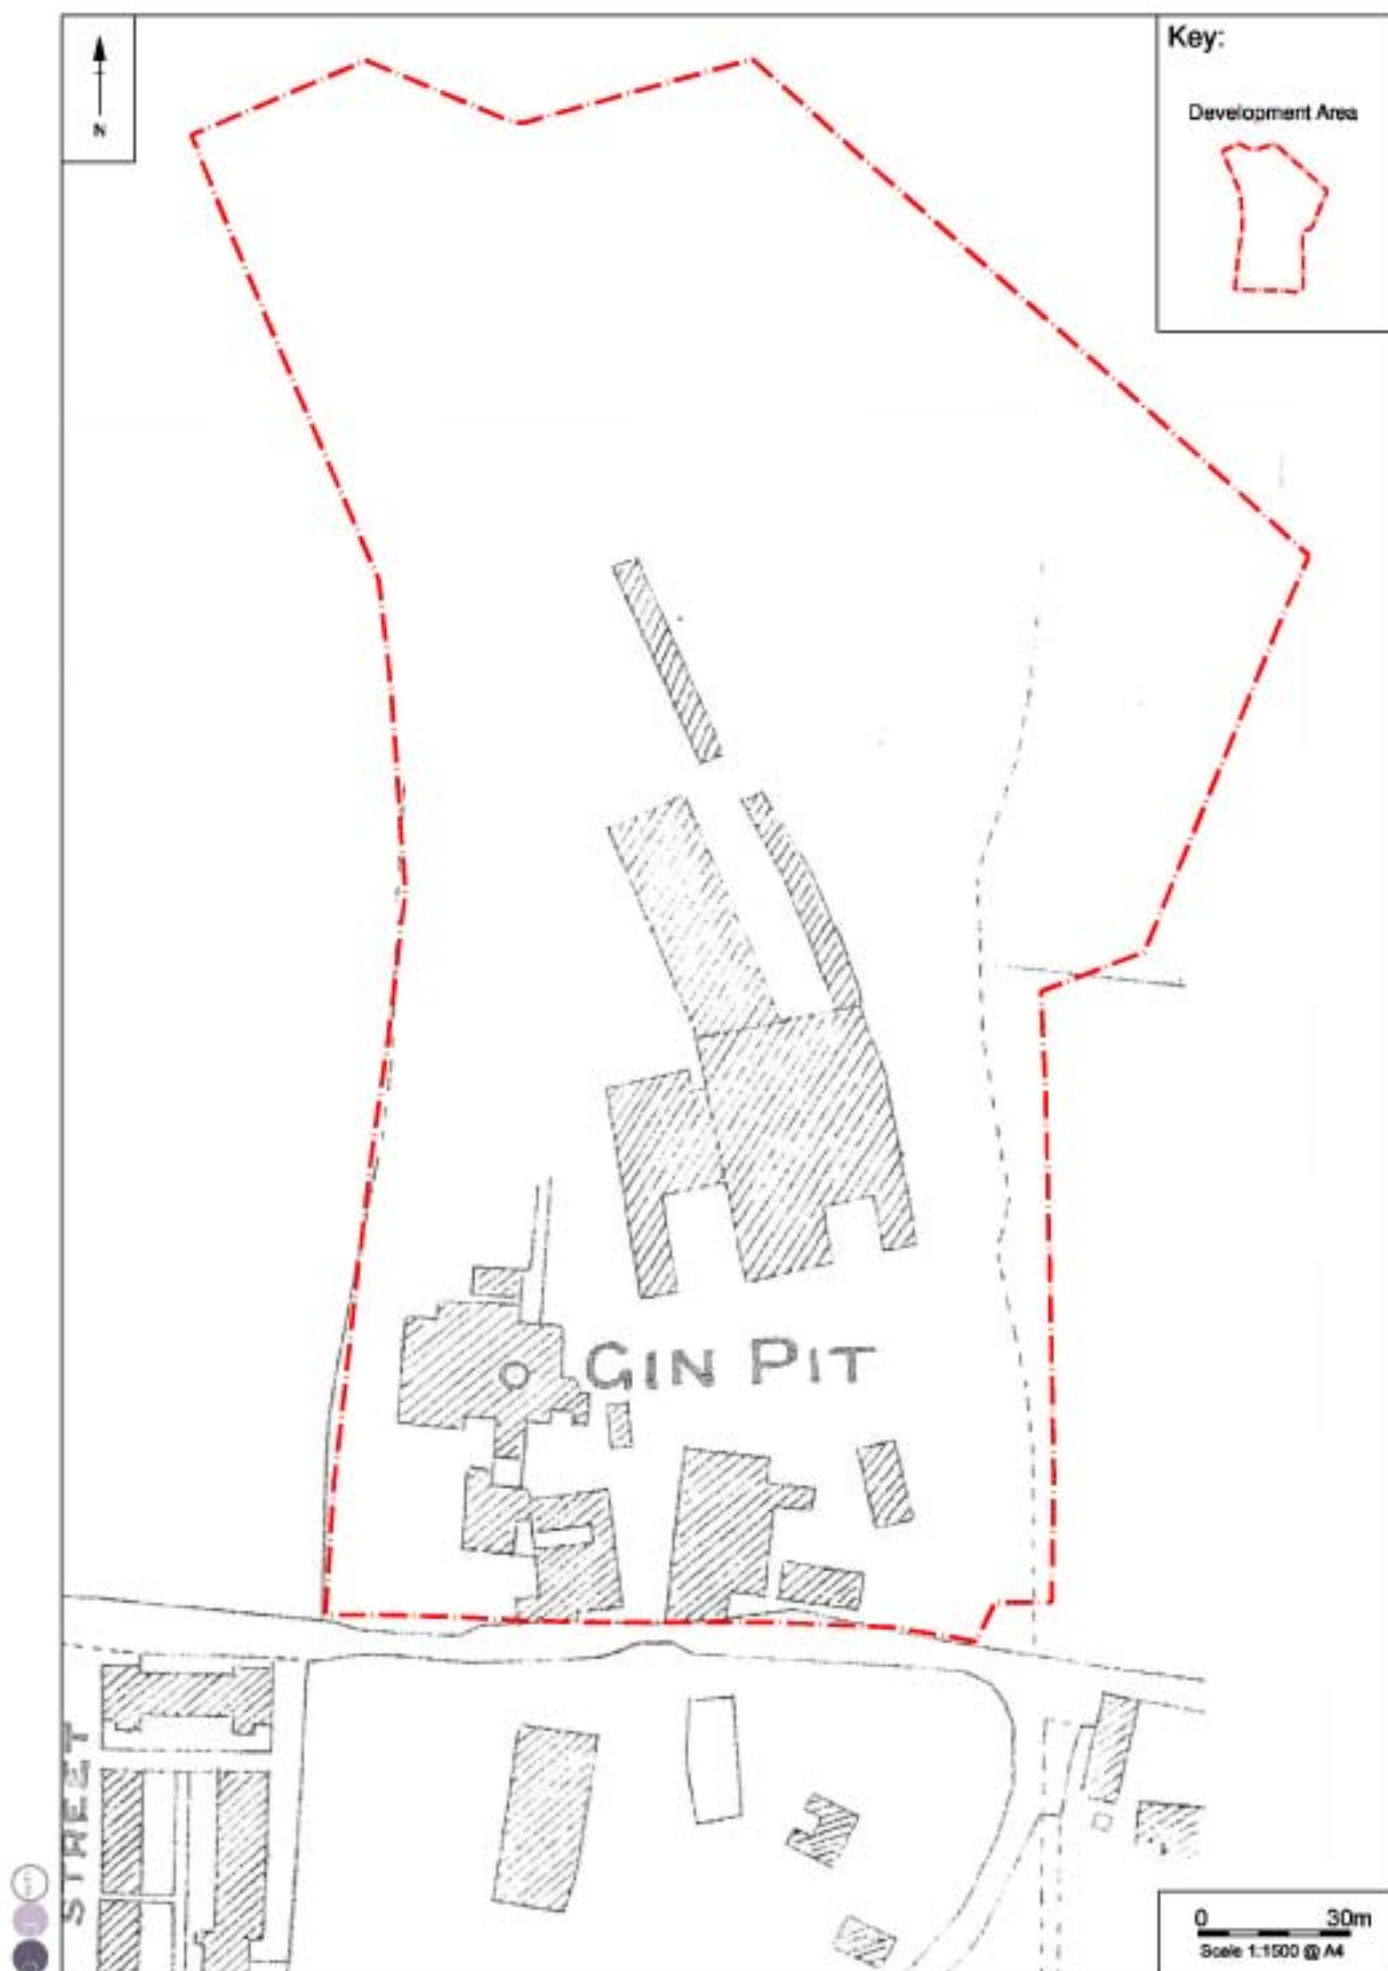 N
Key:
Development Area
GIN PIT
STREET
0 30m
Scale 1:1500 @ A4